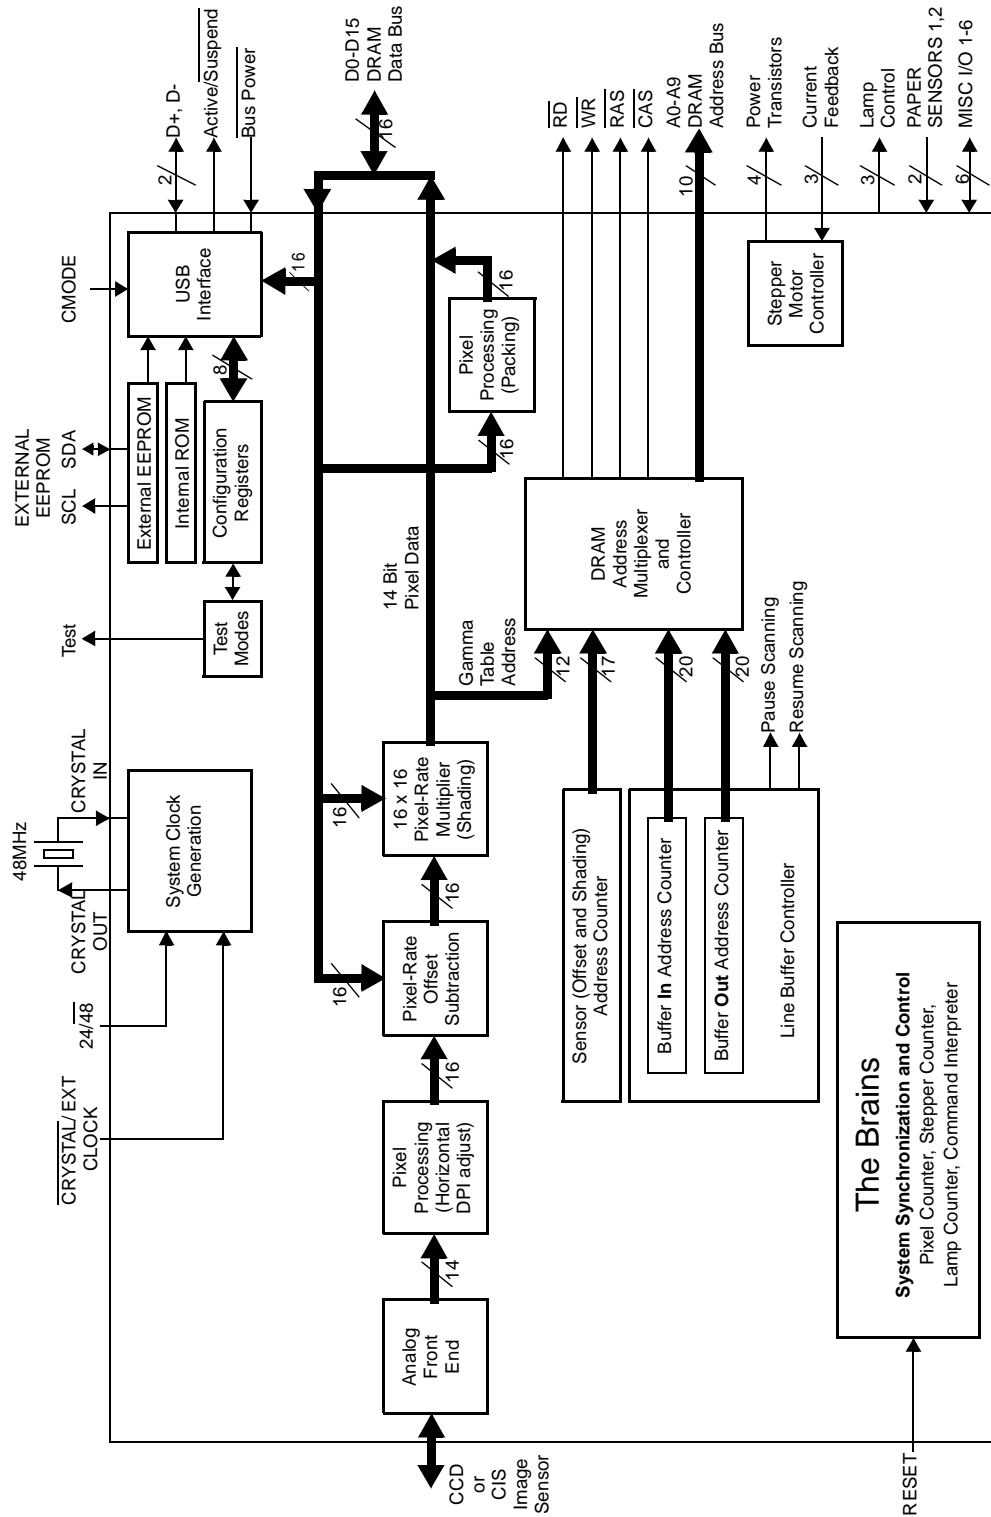 CMODE
EXTERNAL
EEPROM
SCL SDA
Test
48MHz
CRYSTAL
OUT
CRYSTAL
IN
24/48
CRYSTAL/ EXT
CLOCK
2
D+, D-
Active/Suspend
Bus Power
USB
Interface
External EEPROM
Internal ROM
8
Configuration
Registers
Test
Modes
System Clock
Generation
16
D0-D15
DRAM
Data Bus
16
CCD
or
CIS
Image
Sensor
Analog
Front
End
14
Pixel
Processing
(Horizontal
DPI adjust)
16
Pixel-Rate
Offset
Subtraction
16
16
16 x 16
Pixel-Rate
Multiplier
(Shading)
16
14 Bit
Pixel Data
Pixel
Processing
(Packing)
16
16
Gamma
Table
Address
12
17
20
20
DRAM
Address
Multiplexer
and
Controller
RD
WR
RAS
CAS
10
A0-A9
DRAM
Address Bus
Sensor (Offset and Shading)
Address Counter
Buffer In Address Counter
Buffer Out Address Counter
Line Buffer Controller
Pause Scanning
Resume Scanning
Stepper
Motor
Controller
4
Power
Transistors
3
Current
Feedback
3
Lamp
Control
2
PAPER
SENSORS 1,2
6
MISC I/O 1-6
RESET
The Brains
System Synchronization and Control
Pixel Counter, Stepper Counter,
Lamp Counter, Command Interpreter